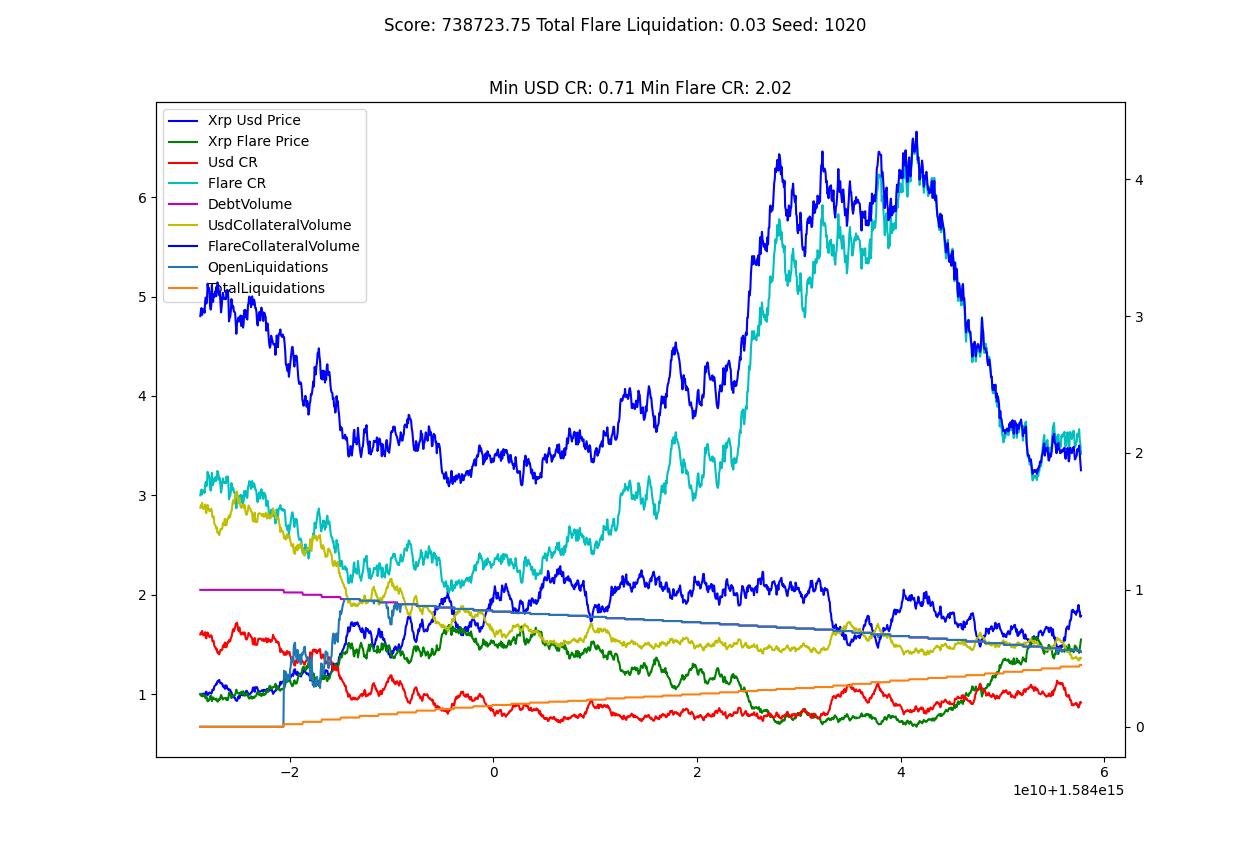 Score: 738723.75 Total Flare Liquidation: 0.03 Seed: 1020
Min USD CR: 0.71 Min Flare CR: 2.02
Xrp Usd Price
Xrp Flare Price
Usd CR
Flare CR
DebtVolume
UsdCollateralVolume
FlareCollateralVolume
OpenLiquidations
TotalLiquidations
6
5
4
3
2
1
4
3
2
1
0
−2
0
2
4
6
1e10+1.584e15